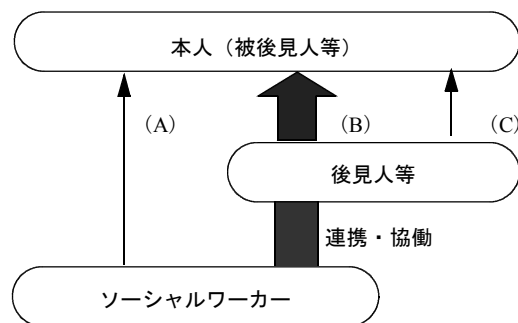 本人（被後見人等）
（A）
（B）
（C）
後見人等
連携・協働
ソーシャルワーカー